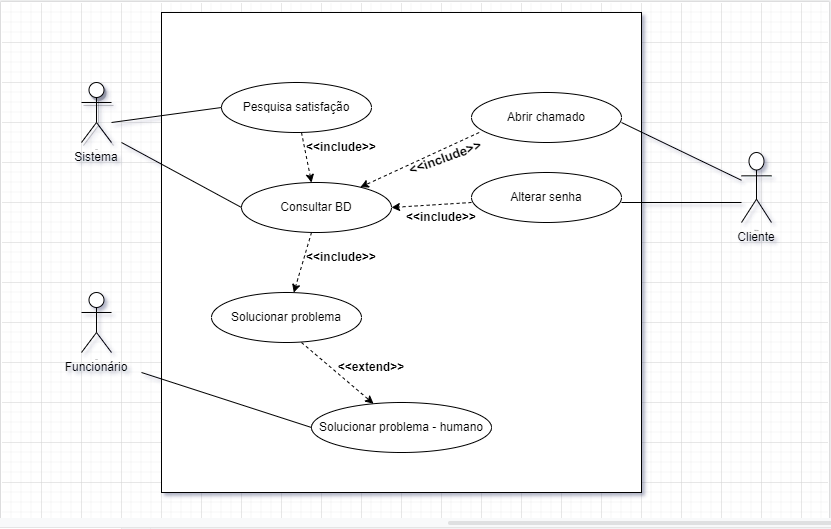 Pesquisa satisfação
Abrir chamado
<<include>>
<<include>>
Sistema
Consultar BD
Alterar senha
<<include>>
Cliente
<<include>>
Solucionar problema
Funcionário
<<extend>>
Solucionar problema - humano